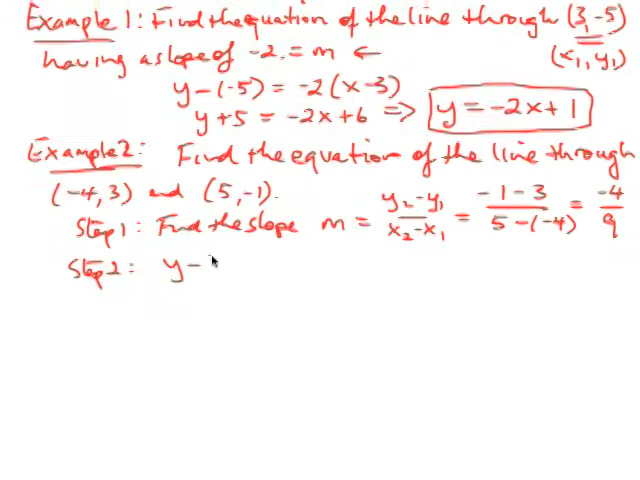 Example 1: Find the equation of the line through (3,-5)
having a slope of -2. = m ← (x₁, y₁)
y - (-5) = -2(x-3)
y + 5 = -2x + 6 ⇒ y = -2x + 1
Example 2: Find the equation of the line through
(-4, 3) and (5, -1).
Step 1: Find the slope m = y₂-y₁ / x₂-x₁ = -1-3 / 5-(-4) = -4 / 9
Step 2: y -